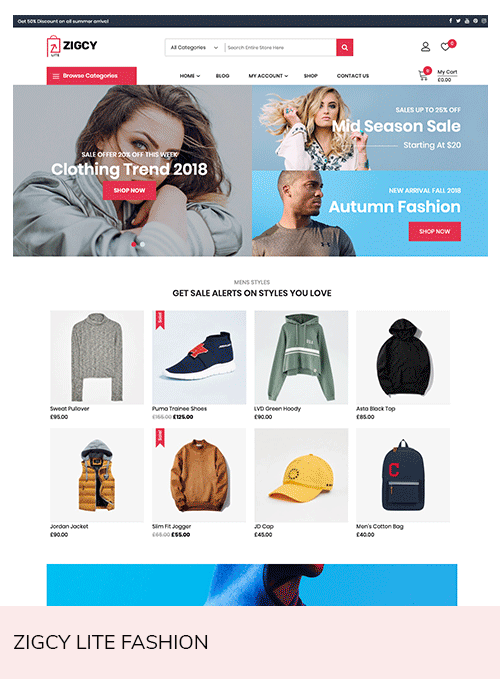 Get 50% Discount on all summer arrival
ZIGCY
LITE
All Categories
Search Entire Store Here
0
Browse Categories
HOME
BLOG
MY ACCOUNT
SHOP
CONTACT US
0
My Cart
£0.00
SALE OFFER 20% OFF THIS WEEK
Clothing Trend 2018
SHOP NOW
SALES UP TO 25% OFF
Mid Season Sale
Starting At $20
NEW ARRIVAL FALL 2018
Autumn Fashion
SHOP NOW
MENS STYLES
GET SALE ALERTS ON STYLES YOU LOVE
Sweat Pullover
£95.00
Sale!
Puma Trainee Shoes
£155.00 £125.00
LVD Green Hoody
£90.00
Asta Black Top
£85.00
Jordan Jacket
£90.00
Sale!
Slim Fit Jogger
£65.00 £55.00
JD Cap
£45.00
C
Men's Cotton Bag
£40.00
ZIGCY LITE FASHION